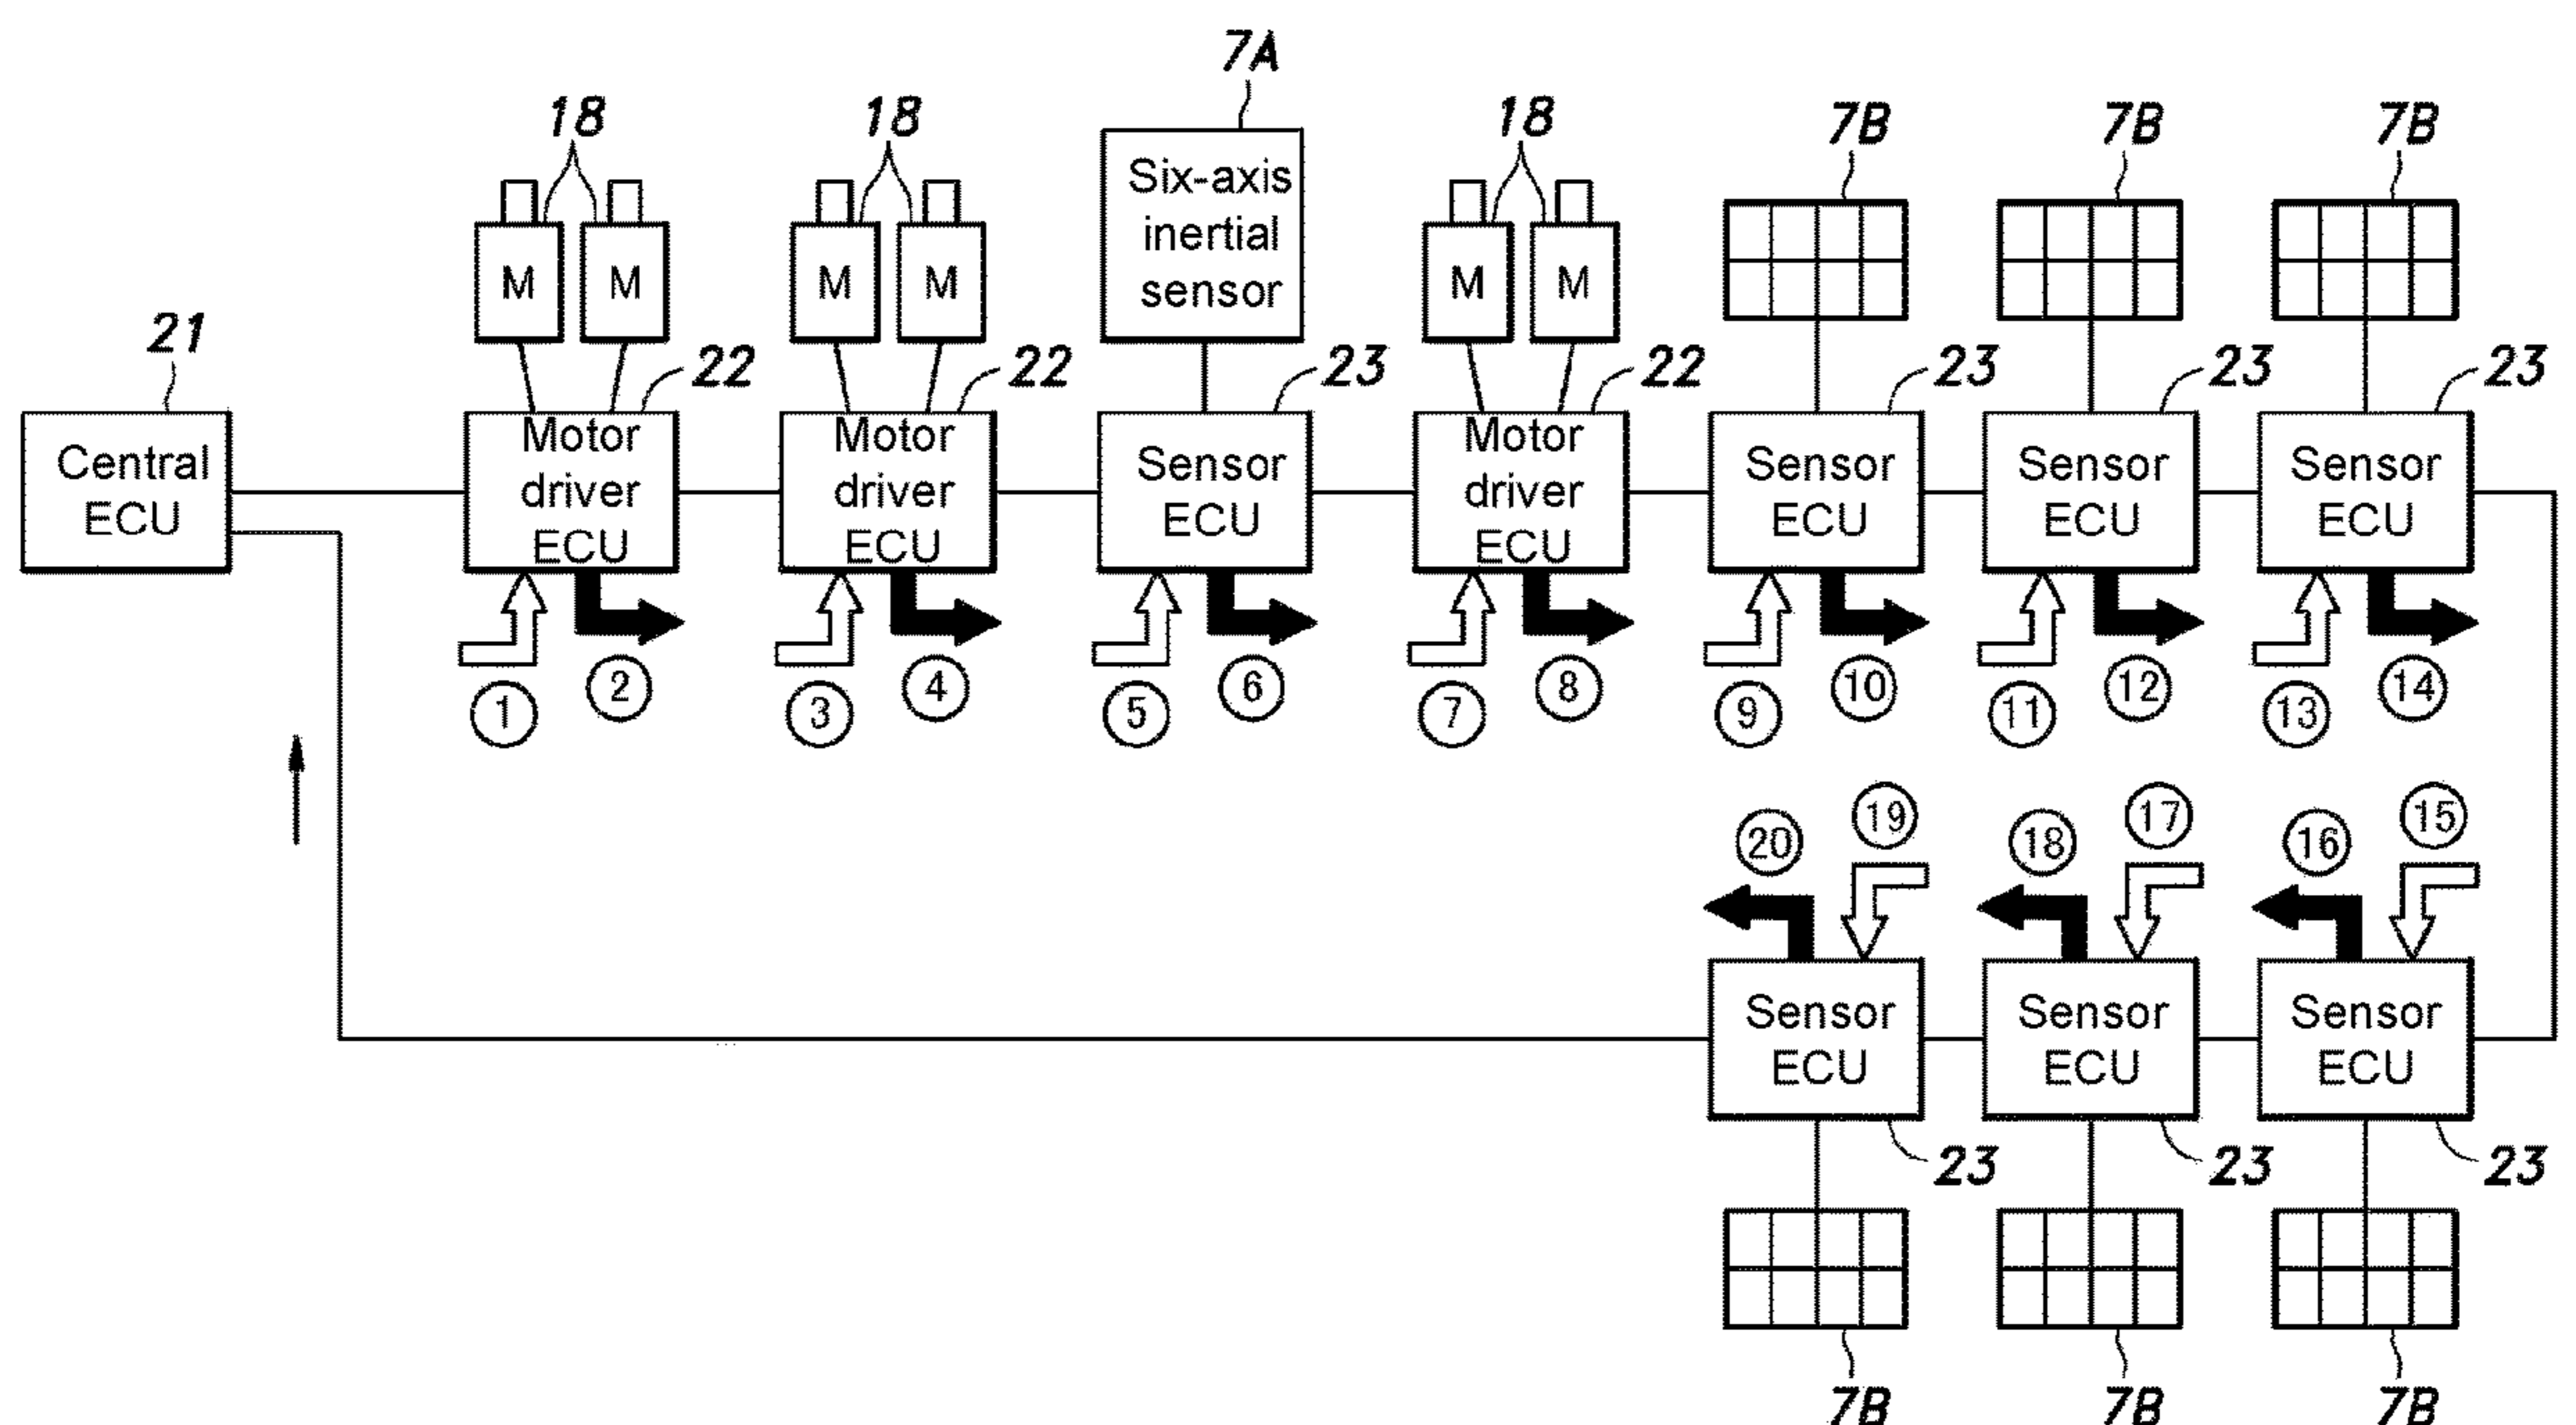 7A
18 18 18 7B 7B 7B
Six-axis
inertial
sensor
M M M M M M
21 22 22 23 22 23 23 23
Central
ECU
Motor
driver
ECU
Motor
driver
ECU
Sensor
ECU
Motor
driver
ECU
Sensor
ECU
Sensor
ECU
Sensor
ECU
1 2 3 4 5 6 7 8 9 10 11 12 13 14
20 19 18 17 16 15
Sensor
ECU
Sensor
ECU
Sensor
ECU
23 23 23
7B 7B 7B